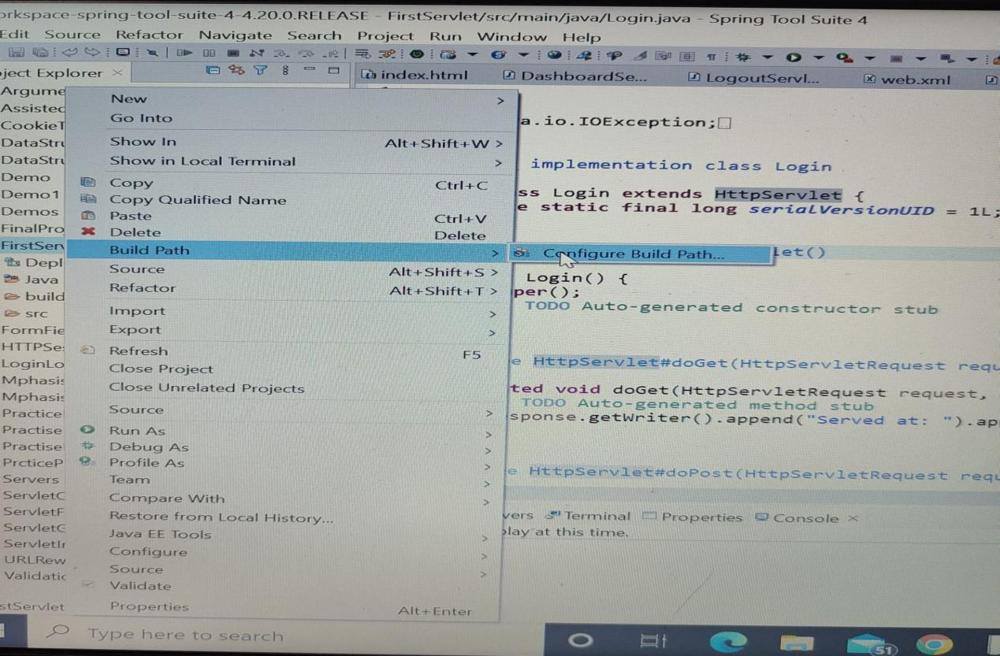 orkspace-spring-tool-suite-4-4.20.0.RELEASE - FirstServlet/src/main/java/Login.java - Spring Tool Suite 4
Edit Source Refactor Navigate Search Project Run Window Help
ject Explorer
index.html DashboardSe... LogoutServl... web.xml
Argume
Assisted
CookieT
DataStru
DataStru
Demo
Demo1
Demos
FinalPro
FirstServ
Depl
Java
build
src
FormFie
HTTPSe
LoginLo
Mphasis
Mphasis
Practice
Practise
Practise
PrcticeP
Servers
ServletC
ServletF
ServletG
ServletIr
URLRew
Validatio
stServlet
New
Go Into
Show In Alt+Shift+W >
Show in Local Terminal >
Copy Ctrl+C
Copy Qualified Name
Paste Ctrl+V
Delete Delete
Build Path >
Source Alt+Shift+S >
Refactor Alt+Shift+T >
Import >
Export >
Refresh F5
Close Project
Close Unrelated Projects
Source >
Run As >
Debug As >
Profile As >
Team >
Compare With >
Restore from Local History...
Java EE Tools >
Configure >
Source >
Validate
Properties Alt+Enter
Configure Build Path...
a.io.IOException;
implementation class Login
ss Login extends HttpServlet {
e static final long serialVersionUID = 1L;
let()
Login() {
per();
TODO Auto-generated constructor stub
e HttpServlet#doGet(HttpServletRequest requ
ted void doGet(HttpServletRequest request,
TODO Auto-generated method stub
sponse.getWriter().append("Served at: ").ap
e HttpServlet#doPost(HttpServletRequest requ
vers Terminal Properties Console
play at this time.
Type here to search
51